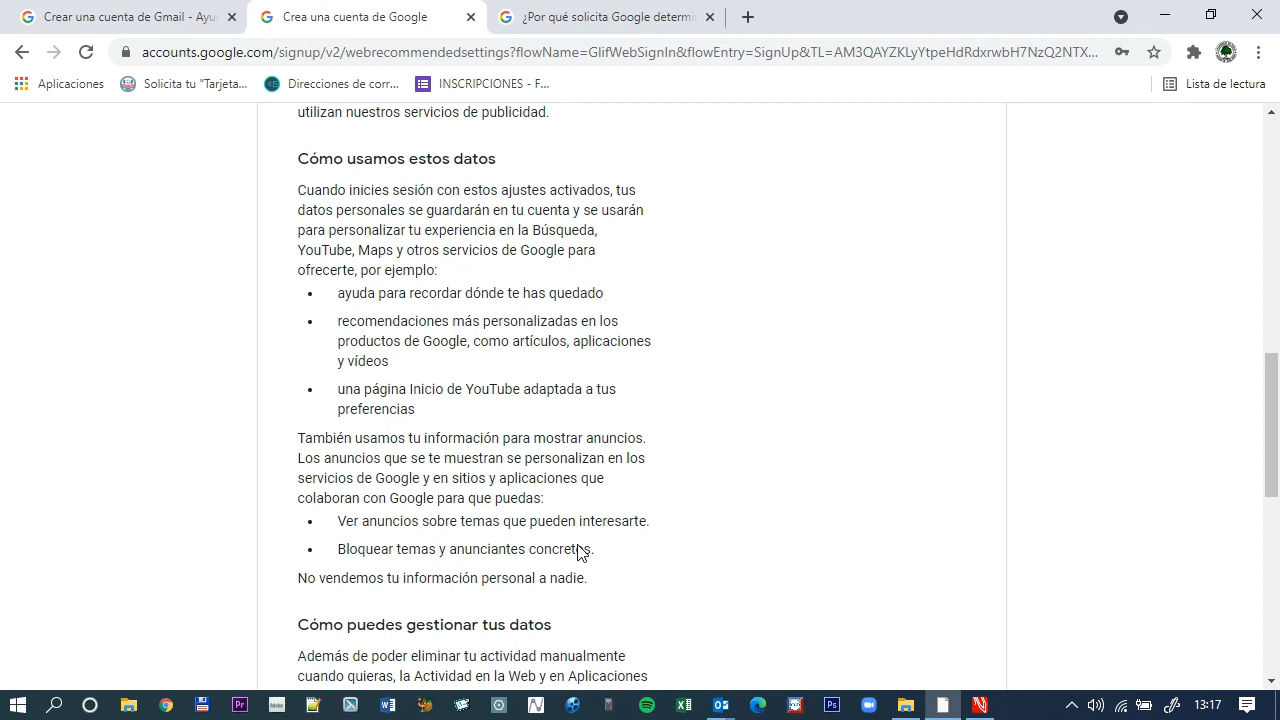 Crear una cuenta de Gmail - Ayu
Crea una cuenta de Google
¿Por qué solicita Google determ
accounts.google.com/signup/v2/webrecommendedsettings?flowName=GlifWebSignIn&flowEntry=SignUp&TL=AM3QAYZKLyYtpeHdRdxrwbH7NzQ2NTX...
Aplicaciones
Solicita tu "Tarjeta...
Direcciones de corr...
INSCRIPCIONES - F...
Lista de lectura
utilizan nuestros servicios de publicidad.
Cómo usamos estos datos
Cuando inicies sesión con estos ajustes activados, tus
datos personales se guardarán en tu cuenta y se usarán
para personalizar tu experiencia en la Búsqueda,
YouTube, Maps y otros servicios de Google para
ofrecerte, por ejemplo:
• ayuda para recordar dónde te has quedado
• recomendaciones más personalizadas en los
productos de Google, como artículos, aplicaciones
y vídeos
• una página Inicio de YouTube adaptada a tus
preferencias
También usamos tu información para mostrar anuncios.
Los anuncios que se te muestran se personalizan en los
servicios de Google y en sitios y aplicaciones que
colaboran con Google para que puedas:
• Ver anuncios sobre temas que pueden interesarte.
• Bloquear temas y anunciantes concretos.
No vendemos tu información personal a nadie.
Cómo puedes gestionar tus datos
Además de poder eliminar tu actividad manualmente
cuando quieras, la Actividad en la Web y en Aplicaciones
13:17